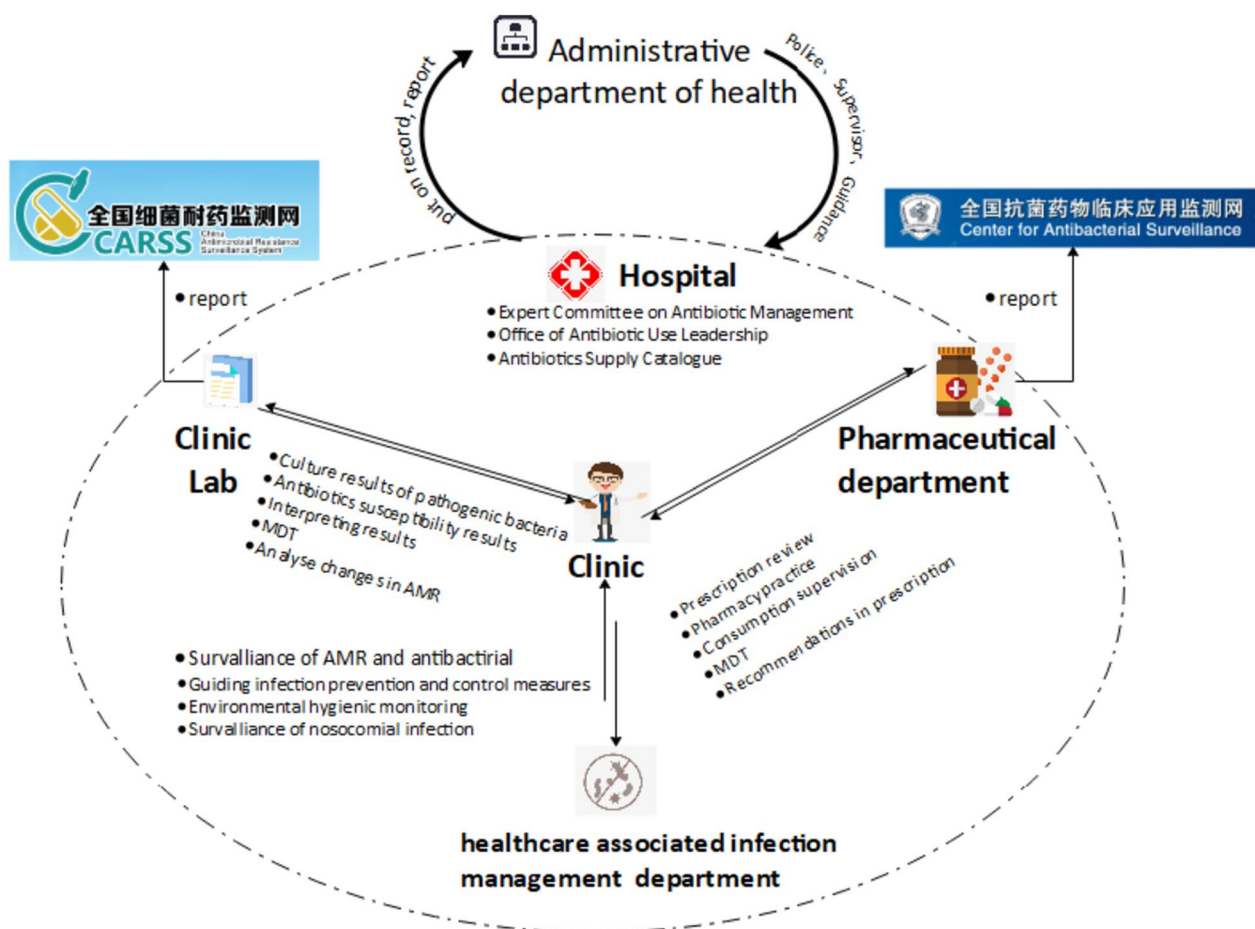 Administrative
department of health
put on record, report
Police、Supervisor、Guidance
全国细菌耐药监测网
CARSS
China
Antimicrobial Resistance
Surveillance System
全国抗菌药物临床应用监测网
Center for Antibacterial Surveillance
Hospital
• Expert Committee on Antibiotic Management
• Office of Antibiotic Use Leadership
• Antibiotics Supply Catalogue
• report
• report
Clinic
Lab
Pharmaceutical
department
• Culture results of pathogenic bacteria
• Antibiotics susceptibility results
• Interpreting results
• MDT
• Analyse changes in AMR
Clinic
• Prescription review
• Pharmacy practice
• Consumption supervision
• MDT
• Recommendations in prescription
• Survalliance of AMR and antibactirial
• Guiding infection prevention and control measures
• Environmental hygienic monitoring
• Survalliance of nosocomial infection
healthcare associated infection
management department